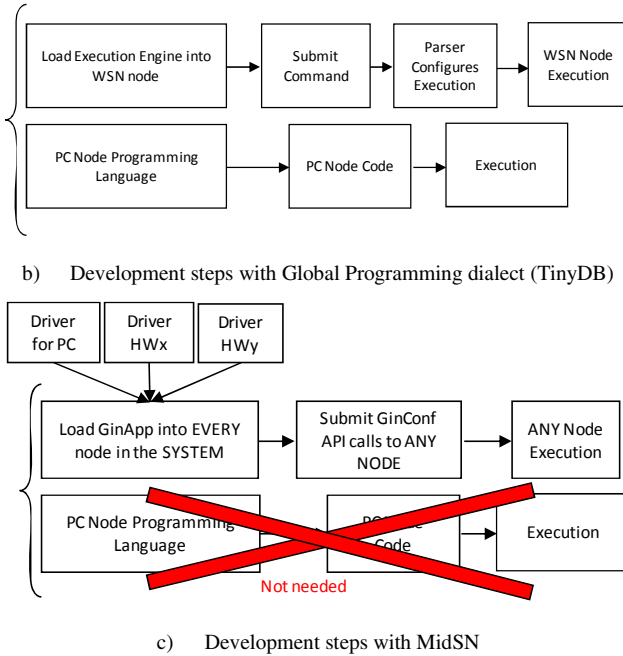 Load Execution Engine into
WSN node
Submit
Command
Parser
Configures
Execution
WSN Node
Execution
PC Node Programming
Language
PC Node Code
Execution
b) Development steps with Global Programming dialect (TinyDB)
Driver
for PC
Driver
HWx
Driver
HWy
Load GinApp into EVERY
node in the SYSTEM
Submit GinConf
API calls to ANY
NODE
ANY Node
Execution
PC Node Programming
Language
Code
Execution
Not needed
c) Development steps with MidSN